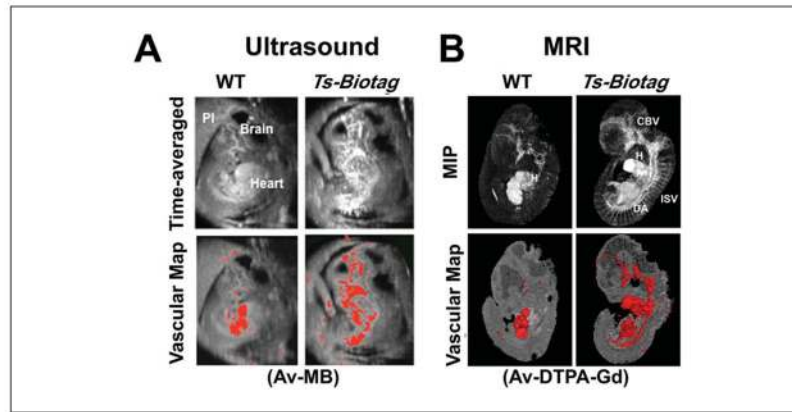 A Ultrasound
WT Ts-Biotag
Time-averaged
PI Brain
Heart
Vascular Map
(Av-MB)
B MRI
WT Ts-Biotag
MIP
H
CBV
H
DA
ISV
Vascular Map
(Av-DTPA-Gd)